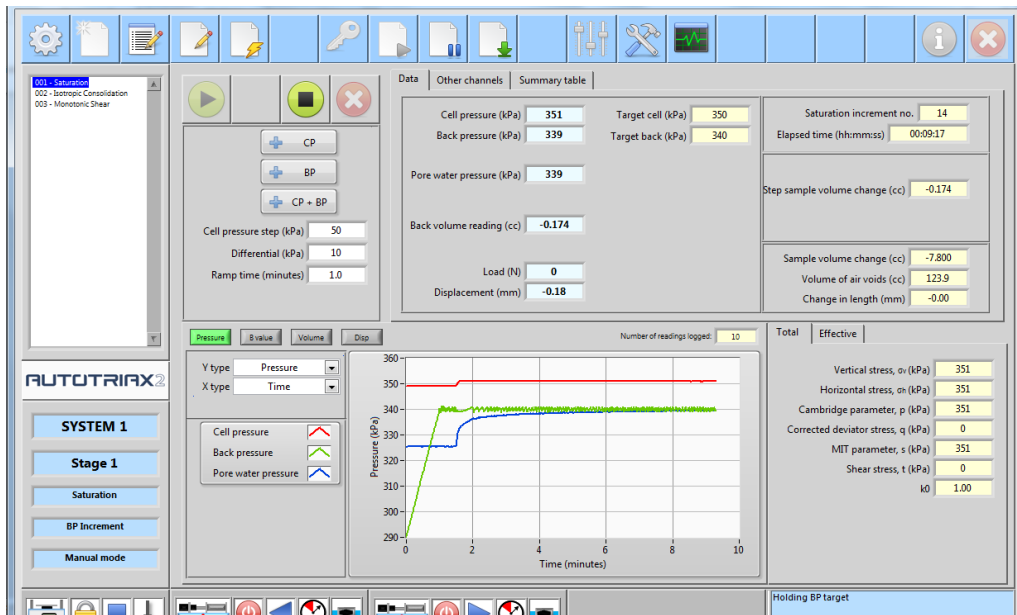 001 - Saturation
002 - Isotropic Consolidation
003 - Monotonic Shear
AUTOTRIAX2
SYSTEM 1
Stage 1
Saturation
BP Increment
Manual mode
CP
BP
CP + BP
Cell pressure step (kPa) 50
Differential (kPa) 10
Ramp time (minutes) 1.0
Data Other channels Summary table
Cell pressure (kPa) 351 Target cell (kPa) 350
Back pressure (kPa) 339 Target back (kPa) 340
Pore water pressure (kPa) 339
Back volume reading (cc) -0.174
Load (N) 0
Displacement (mm) -0.18
Saturation increment no. 14
Elapsed time (hh:mm:ss) 00:09:17
Step sample volume change (cc) -0.174
Sample volume change (cc) -7.800
Volume of air voids (cc) 123.9
Change in length (mm) -0.00
Pressure B value Volume Disp
Number of readings logged: 10
Y type Pressure
X type Time
Cell pressure
Back pressure
Pore water pressure
Pressure (kPa)
360
350
340
330
320
310
300
290
0 2 4 6 8 10
Time (minutes)
Total Effective
Vertical stress, σv (kPa) 351
Horizontal stress, σh (kPa) 351
Cambridge parameter, p (kPa) 351
Corrected deviator stress, q (kPa) 0
MIT parameter, s (kPa) 351
Shear stress, t (kPa) 0
k0 1.00
Holding BP target